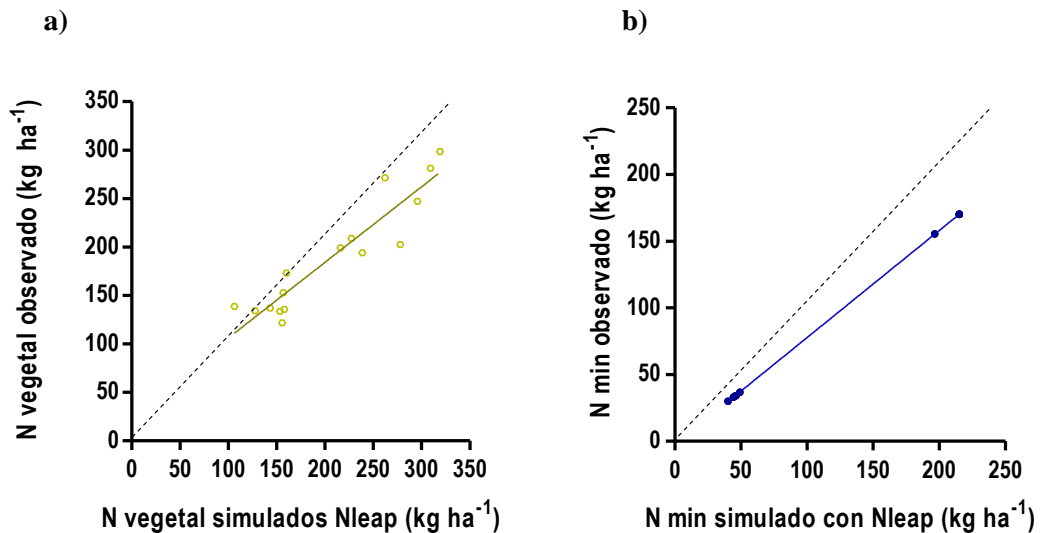 a)
N vegetal observado (kg ha-1)
350
300
250
200
150
100
50
0
0 50 100 150 200 250 300 350
N vegetal simulados Nleap (kg ha-1)
b)
N min observado (kg ha-1)
250
200
150
100
50
0
0 50 100 150 200 250
N min simulado con Nleap (kg ha-1)